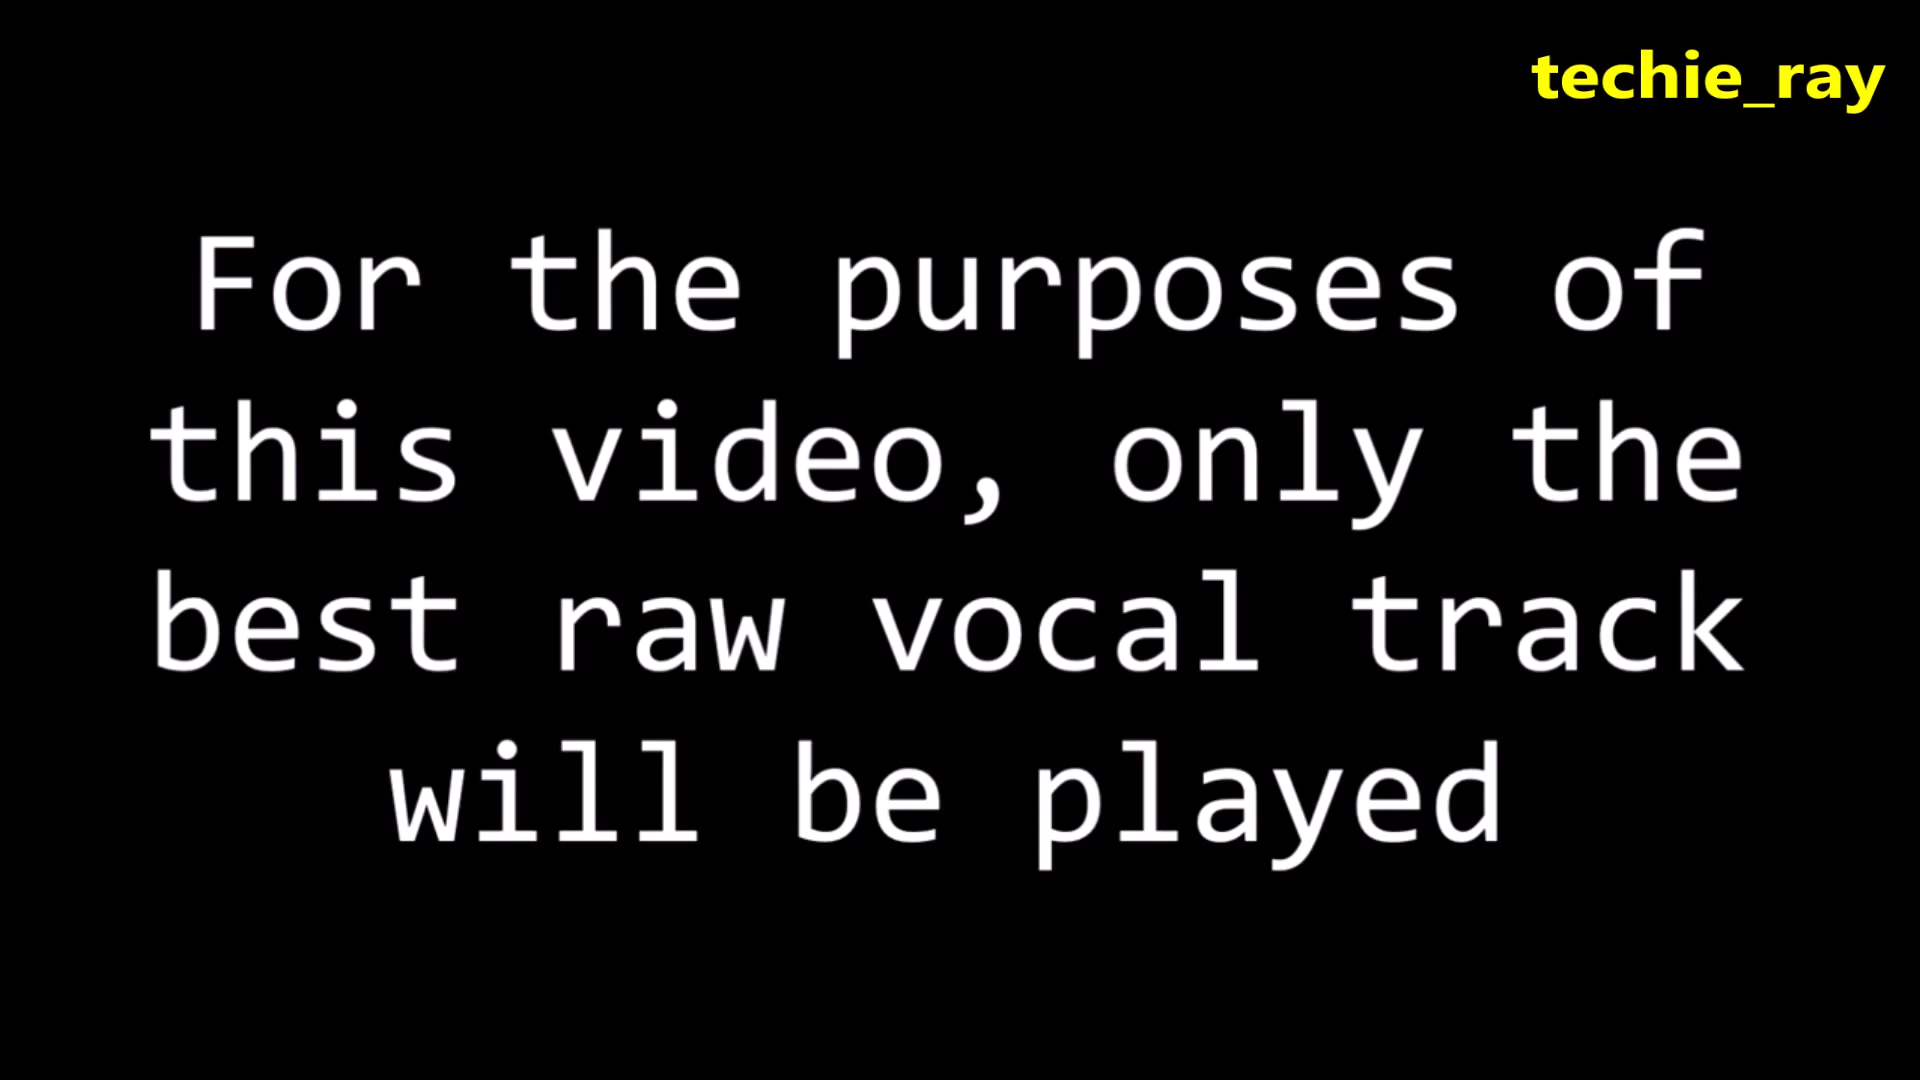 techie_ray
For the purposes of
this video, only the
best raw vocal track
will be played